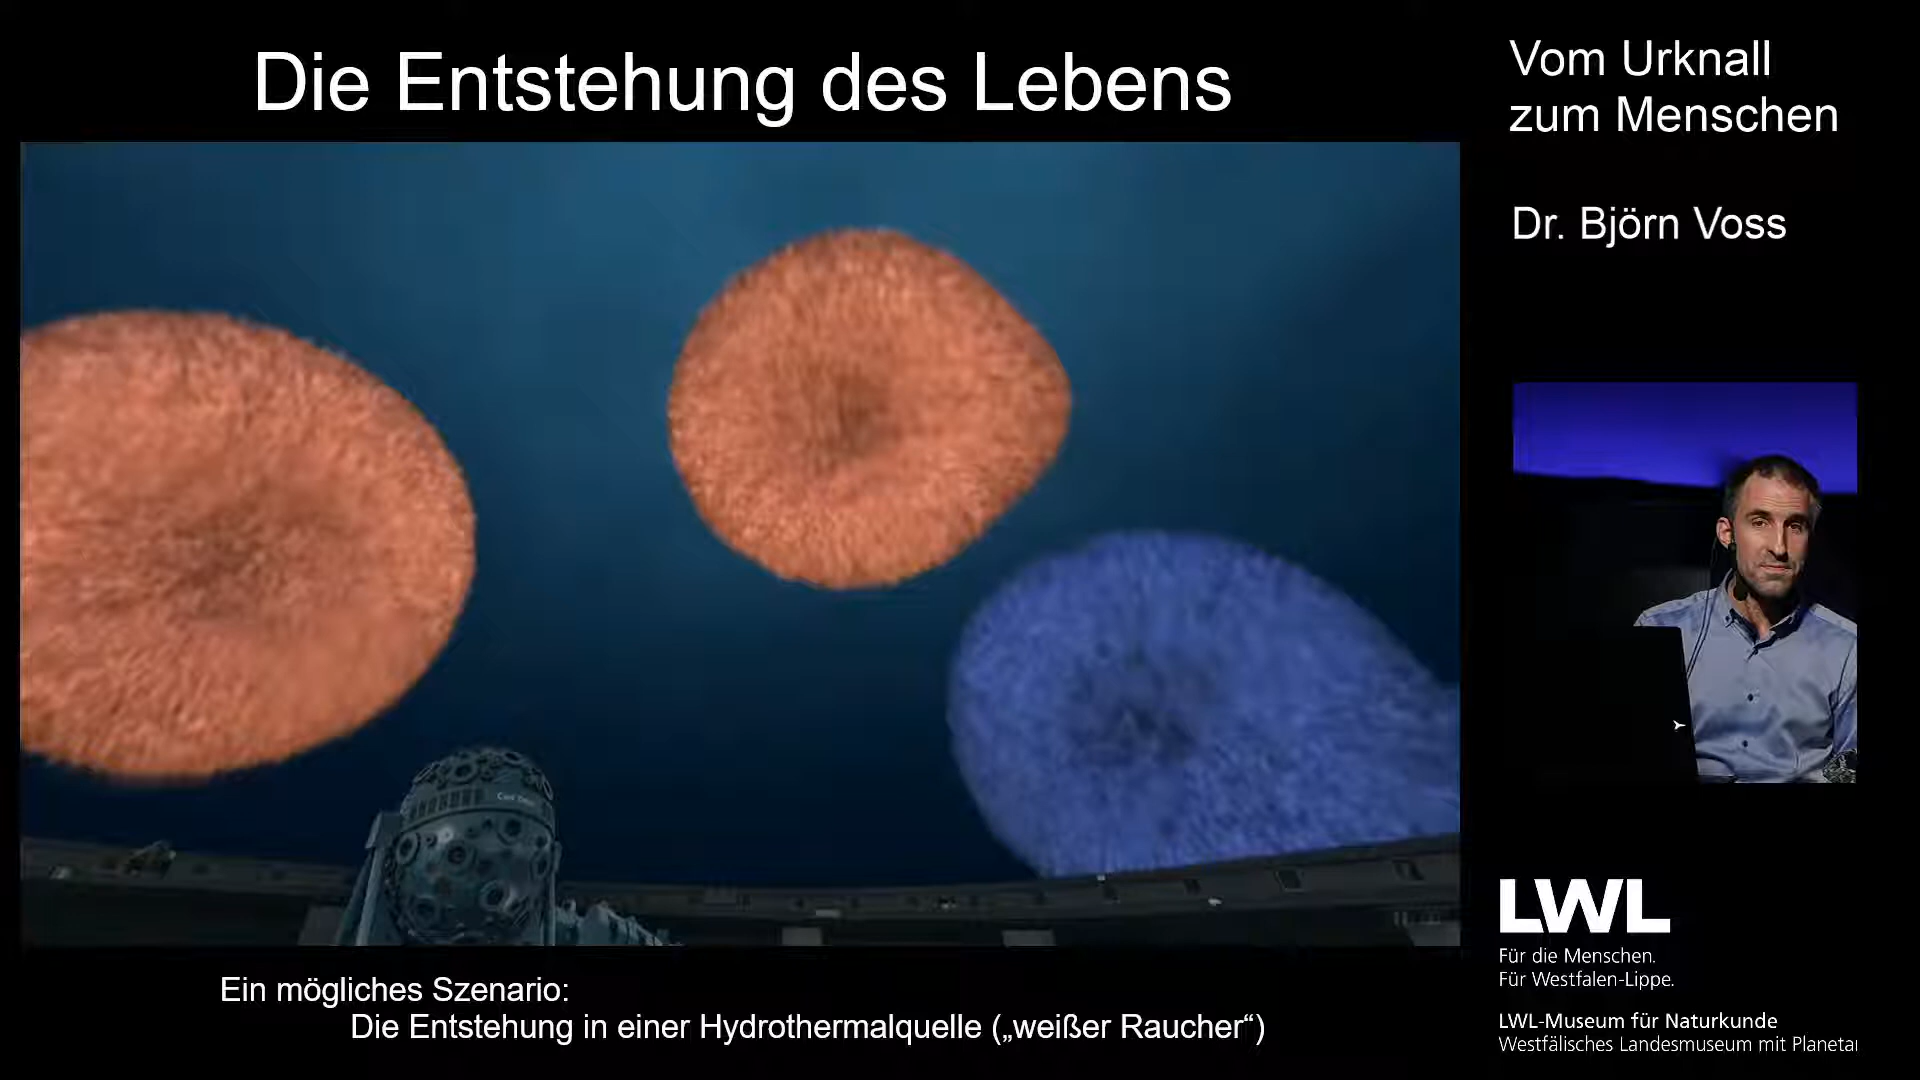 Die Entstehung des Lebens
Vom Urknall
zum Menschen
Dr. Björn Voss
Ein mögliches Szenario:
Die Entstehung in einer Hydrothermalquelle („weißer Raucher“)
LWL
Für die Menschen.
Für Westfalen-Lippe.
LWL-Museum für Naturkunde
Westfälisches Landesmuseum mit Planeta